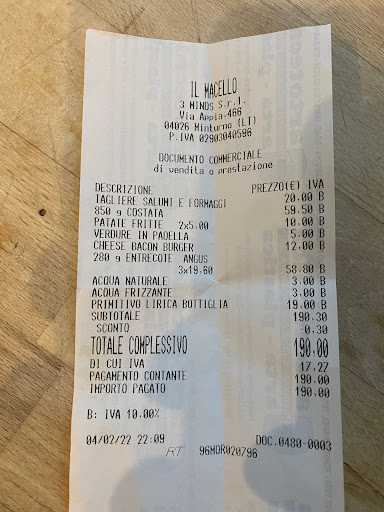 IL MACELLO
3 MINDS S.r.l.
Via Appia,466
04026 Minturno (LT)
P.IVA 02903040596
DOCUMENTO COMMERCIALE
di vendita o prestazione
DESCRIZIONE PREZZO(€) IVA
TAGLIERE SALUMI E FORMAGGI 20.00 B
850 g COSTATA 59.50 B
PATATE FRITTE 2x5.00 10.00 B
VERDURE IN PADELLA 5.00 B
CHEESE BACON BURGER 12.00 B
280 g ENTRECOTE ANGUS
3x19.60 58.80 B
ACQUA NATURALE 3.00 B
ACQUA FRIZZANTE 3.00 B
PRIMITIVO LIRICA BOTTIGLIA 19.00 B
SUBTOTALE 190.30
SCONTO -0.30
TOTALE COMPLESSIVO 190.00
DI CUI IVA 17.27
PAGAMENTO CONTANTE 190.00
IMPORTO PAGATO 190.00
B: IVA 10.00%
04/02/22 22:09 DOC.0480-0003
RT 96MOR020796